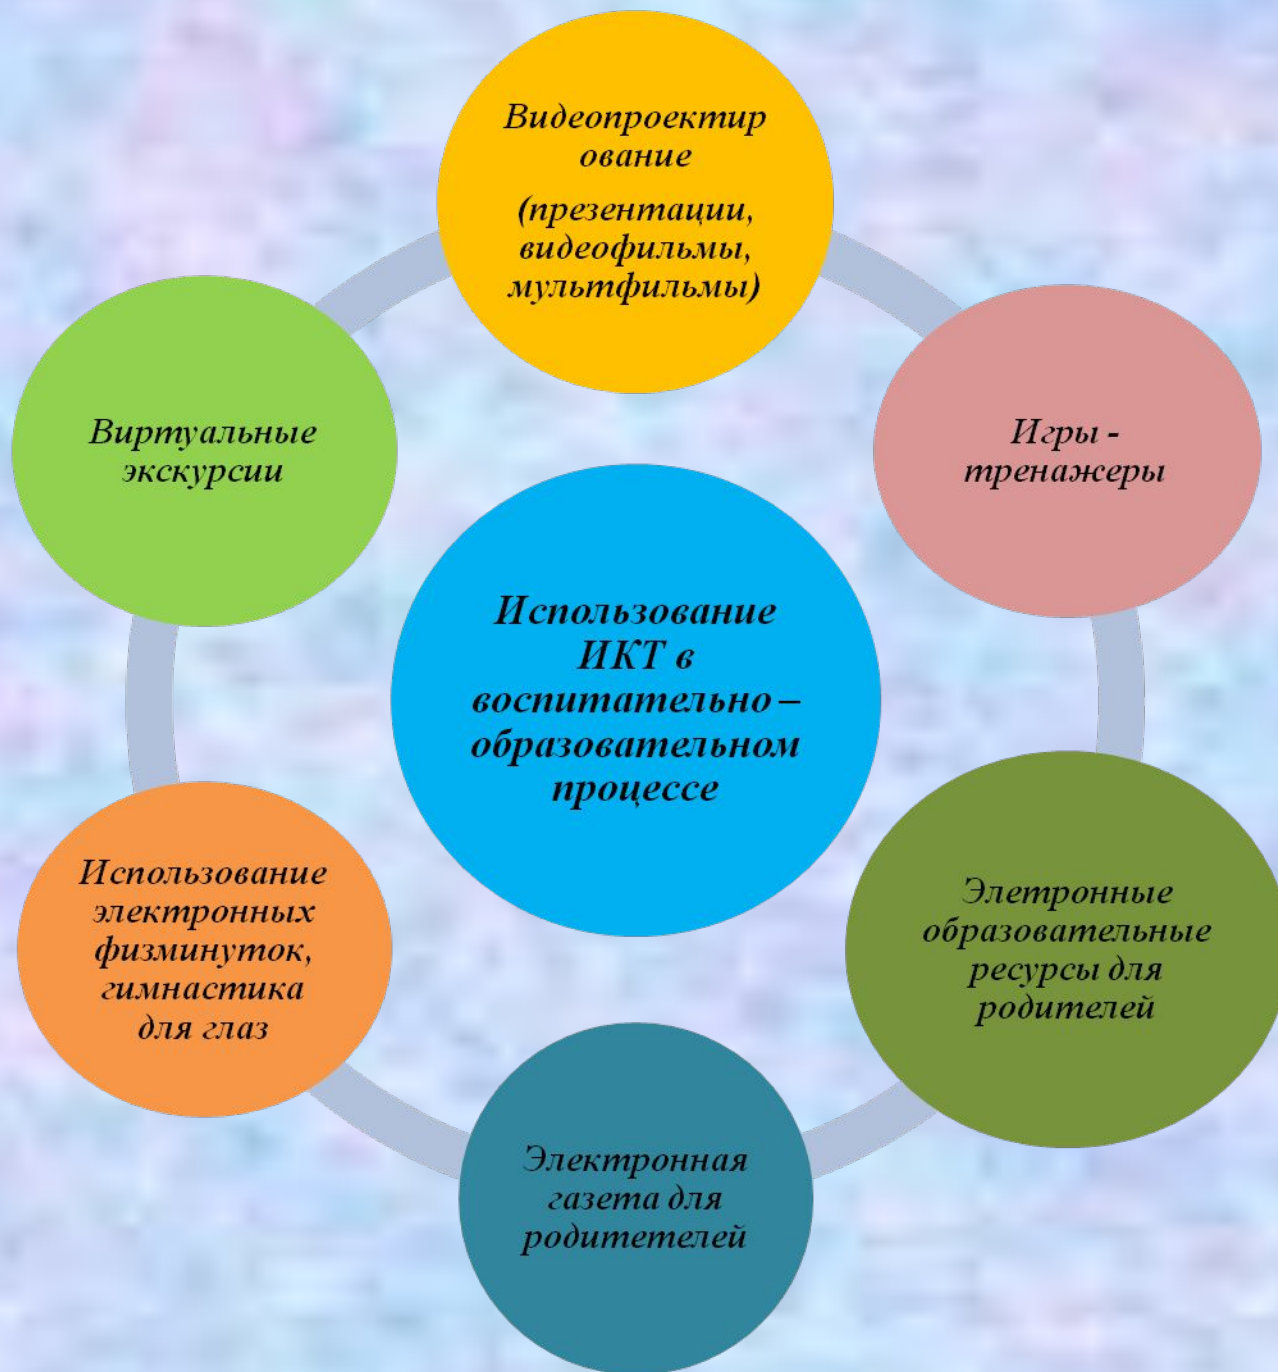 Видеопроектир
ование
(презентации,
видеофильмы,
мультфильмы)
Виртуальные
экскурсии
Игры -
тренажеры
Использование
ИКТ в
воспитательно –
образовательном
процессе
Использование
электронных
физминуток,
гимнастика
для глаз
Элетронные
образовательные
ресурсы для
родителей
Электронная
газета для
родитетелей